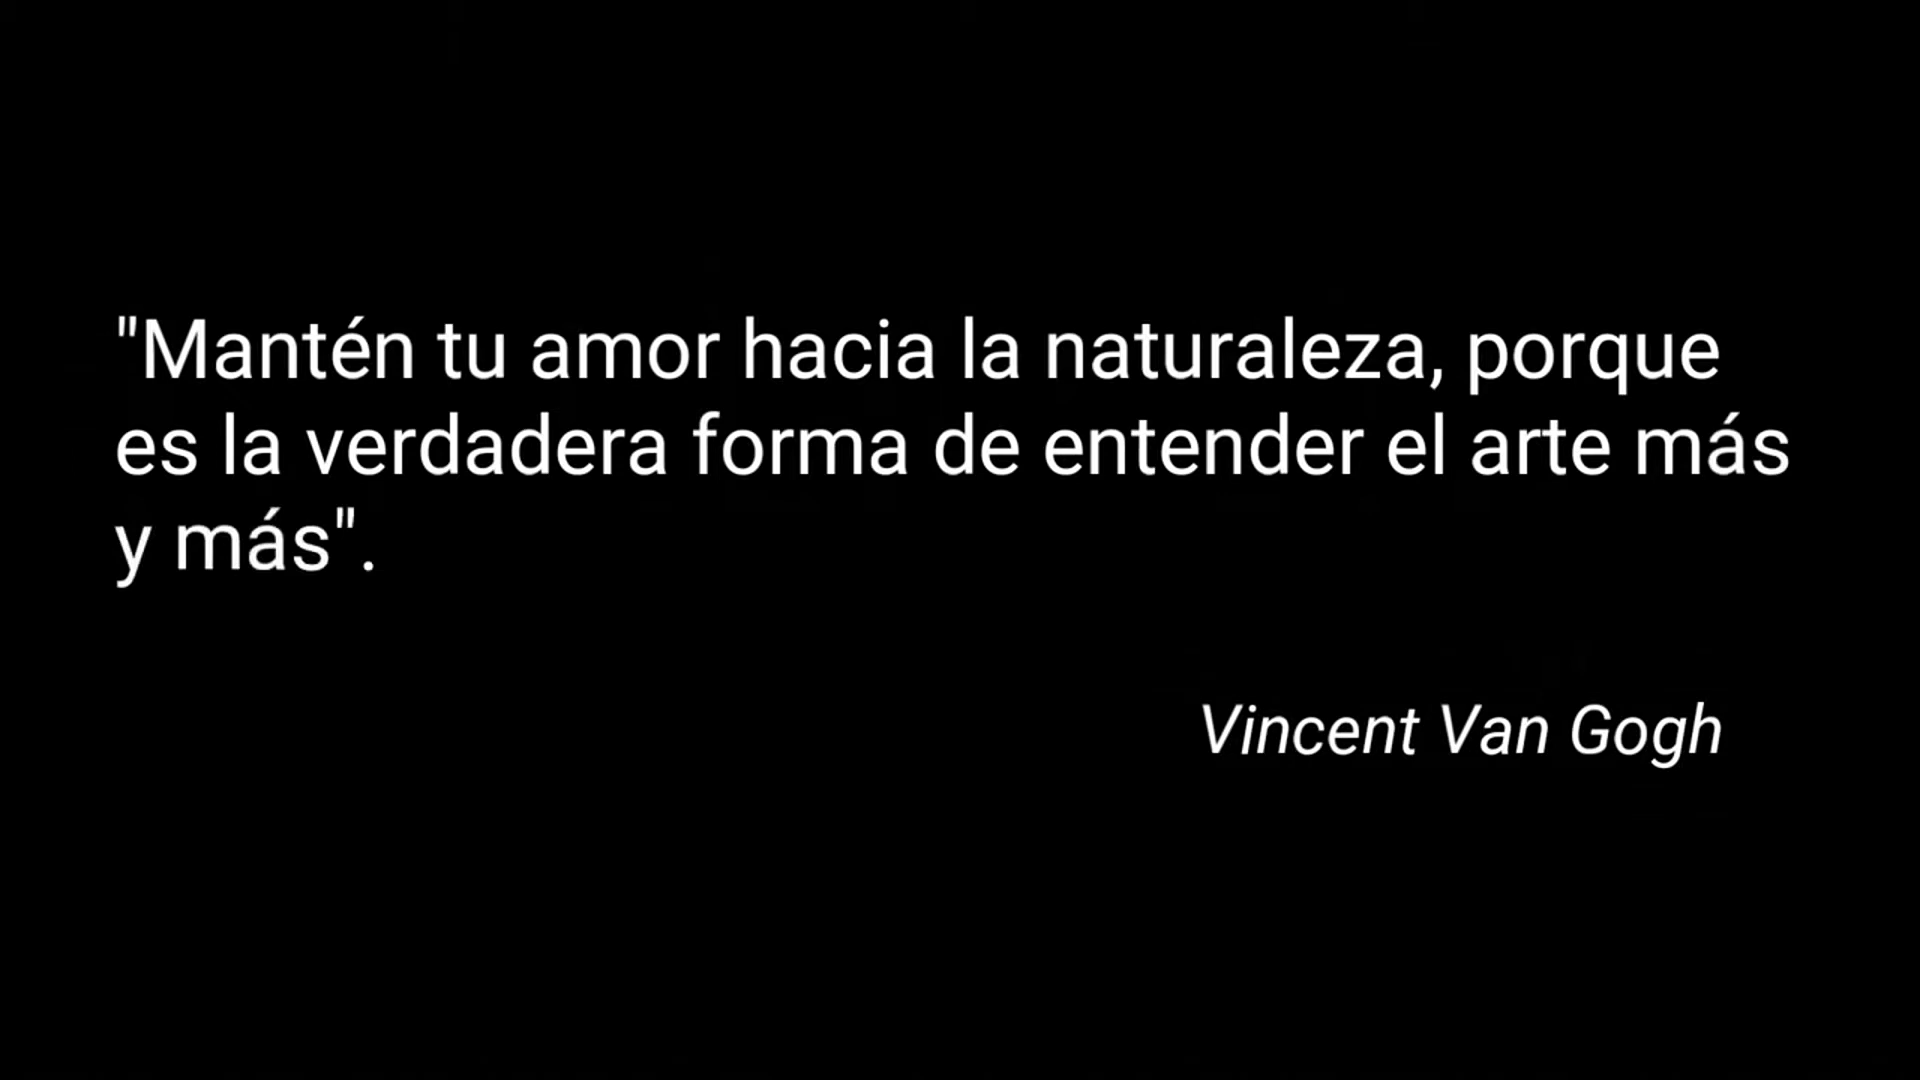 "Mantén tu amor hacia la naturaleza, porque
es la verdadera forma de entender el arte más
y más".
Vincent Van Gogh